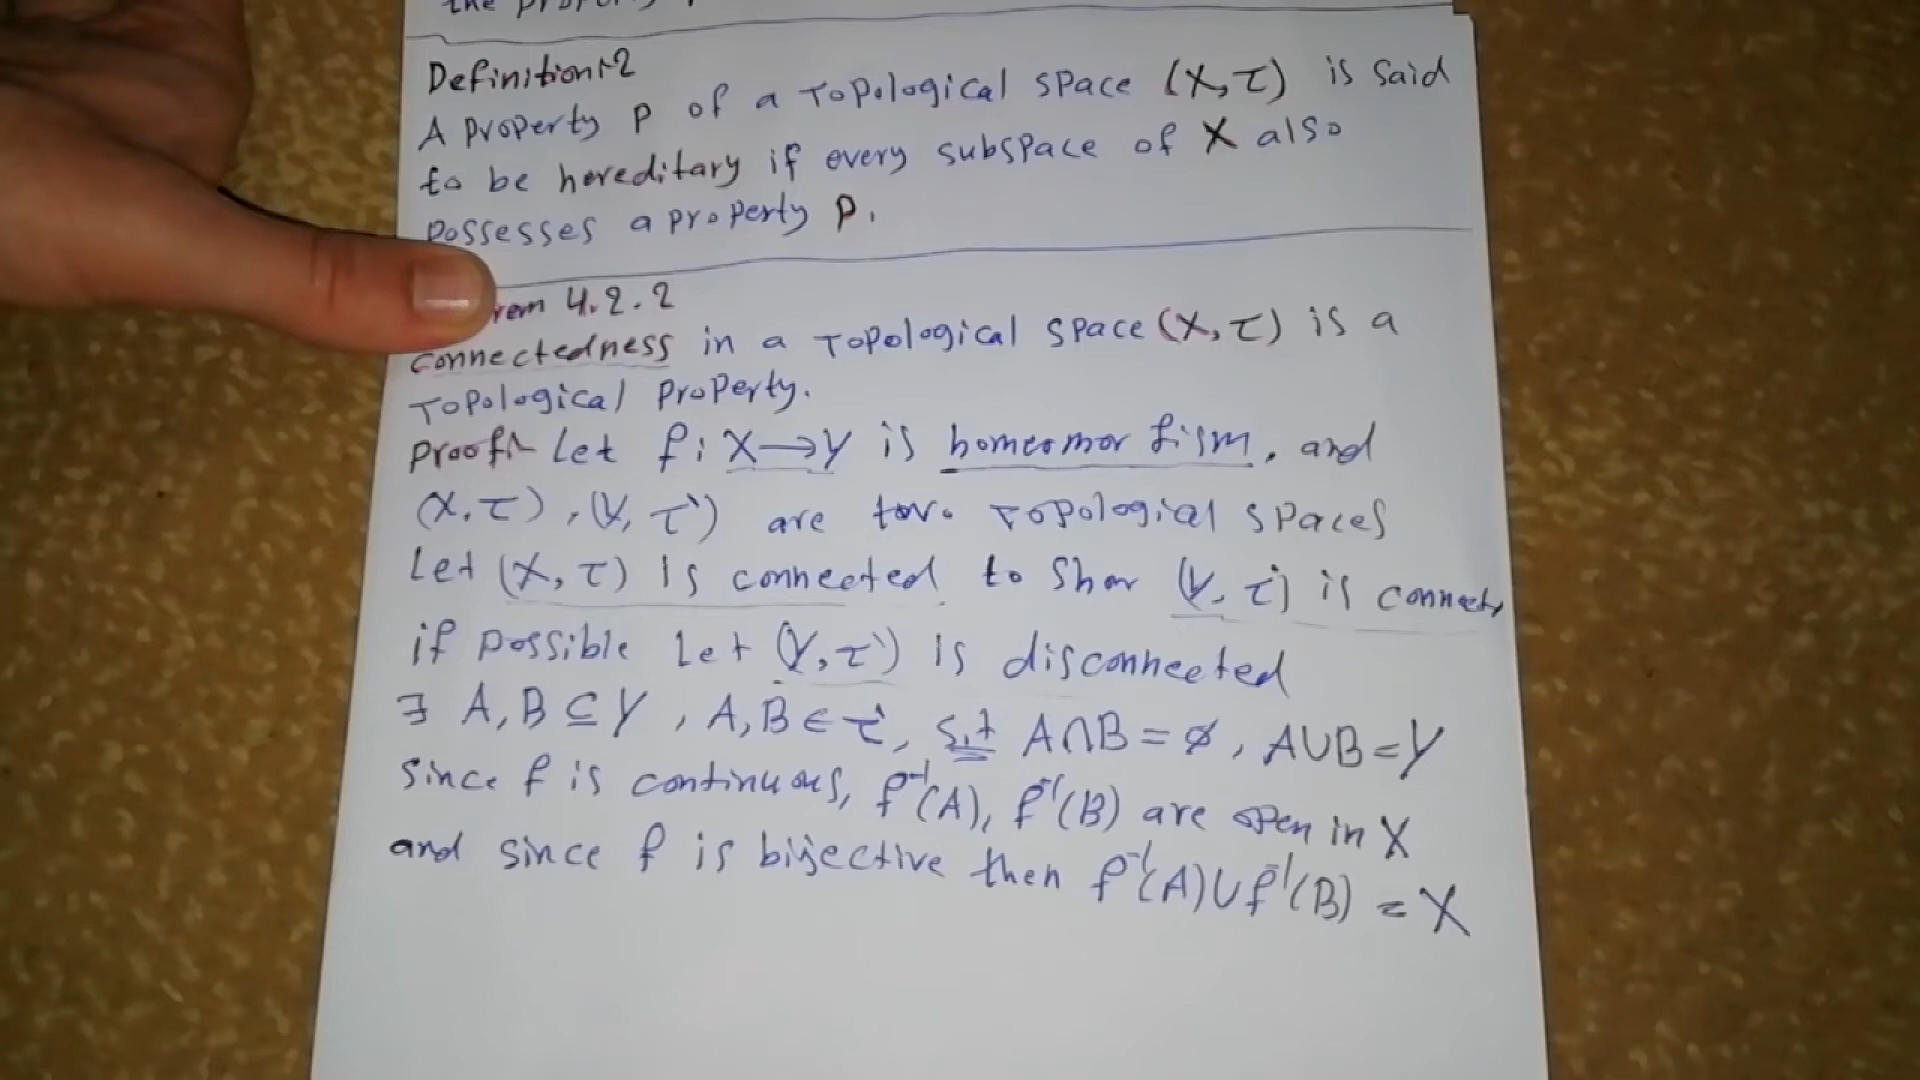 the property
Definition:-2
A property P of a Topological space (X,τ) is said
to be hereditary if every subspace of X also
possesses a property P.
rem 4.2.2
connectedness in a Topological space (X,τ) is a
Topological property.
proof:- Let f: X→Y is homeomorfism, and
(X,τ), (Y,τ`) are two Topological spaces
Let (X,τ) is connected to show (Y,τ`) is connect
if possible Let (Y,τ`) is disconnected
∃ A,B ⊆ Y, A,B ∈ τ`, s.t A∩B=∅, A∪B=Y
since f is continuous, f⁻¹(A), f⁻¹(B) are open in X
and since f is bijective then f⁻¹(A)∪f⁻¹(B) = X